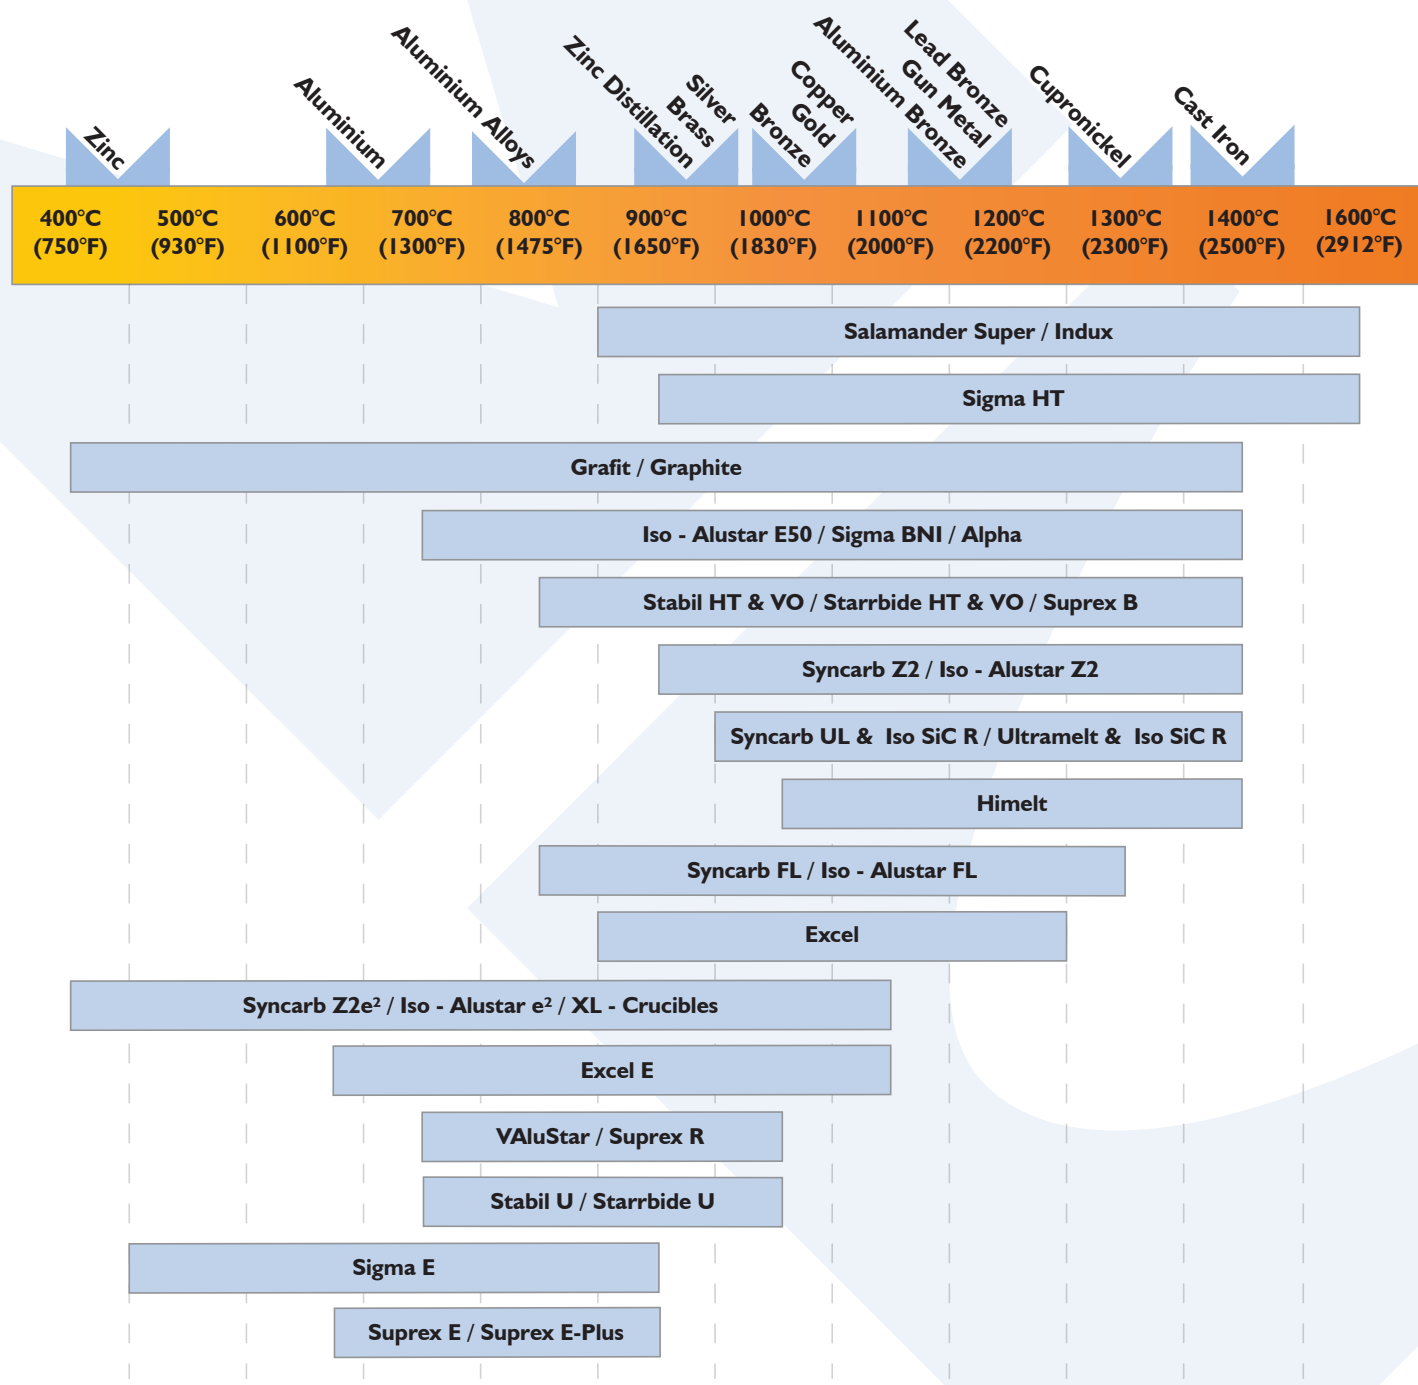 Zinc
Aluminium
Aluminium Alloys
Zinc Distillation
Brass
Silver
Bronze
Gold
Copper
Aluminium Bronze
Gun Metal
Lead Bronze
Cupronickel
Cast Iron
400°C 500°C 600°C 700°C 800°C 900°C 1000°C 1100°C 1200°C 1300°C 1400°C 1600°C
(750°F) (930°F) (1100°F) (1300°F) (1475°F) (1650°F) (1830°F) (2000°F) (2200°F) (2300°F) (2500°F) (2912°F)
Salamander Super / Indux
Sigma HT
Grafit / Graphite
Iso - Alustar E50 / Sigma BNI / Alpha
Stabil HT & VO / Starrbide HT & VO / Suprex B
Syncarb Z2 / Iso - Alustar Z2
Syncarb UL & Iso SiC R / Ultramelt & Iso SiC R
Himelt
Syncarb FL / Iso - Alustar FL
Excel
Syncarb Z2e² / Iso - Alustar e² / XL - Crucibles
Excel E
VAluStar / Suprex R
Stabil U / Starrbide U
Sigma E
Suprex E / Suprex E-Plus